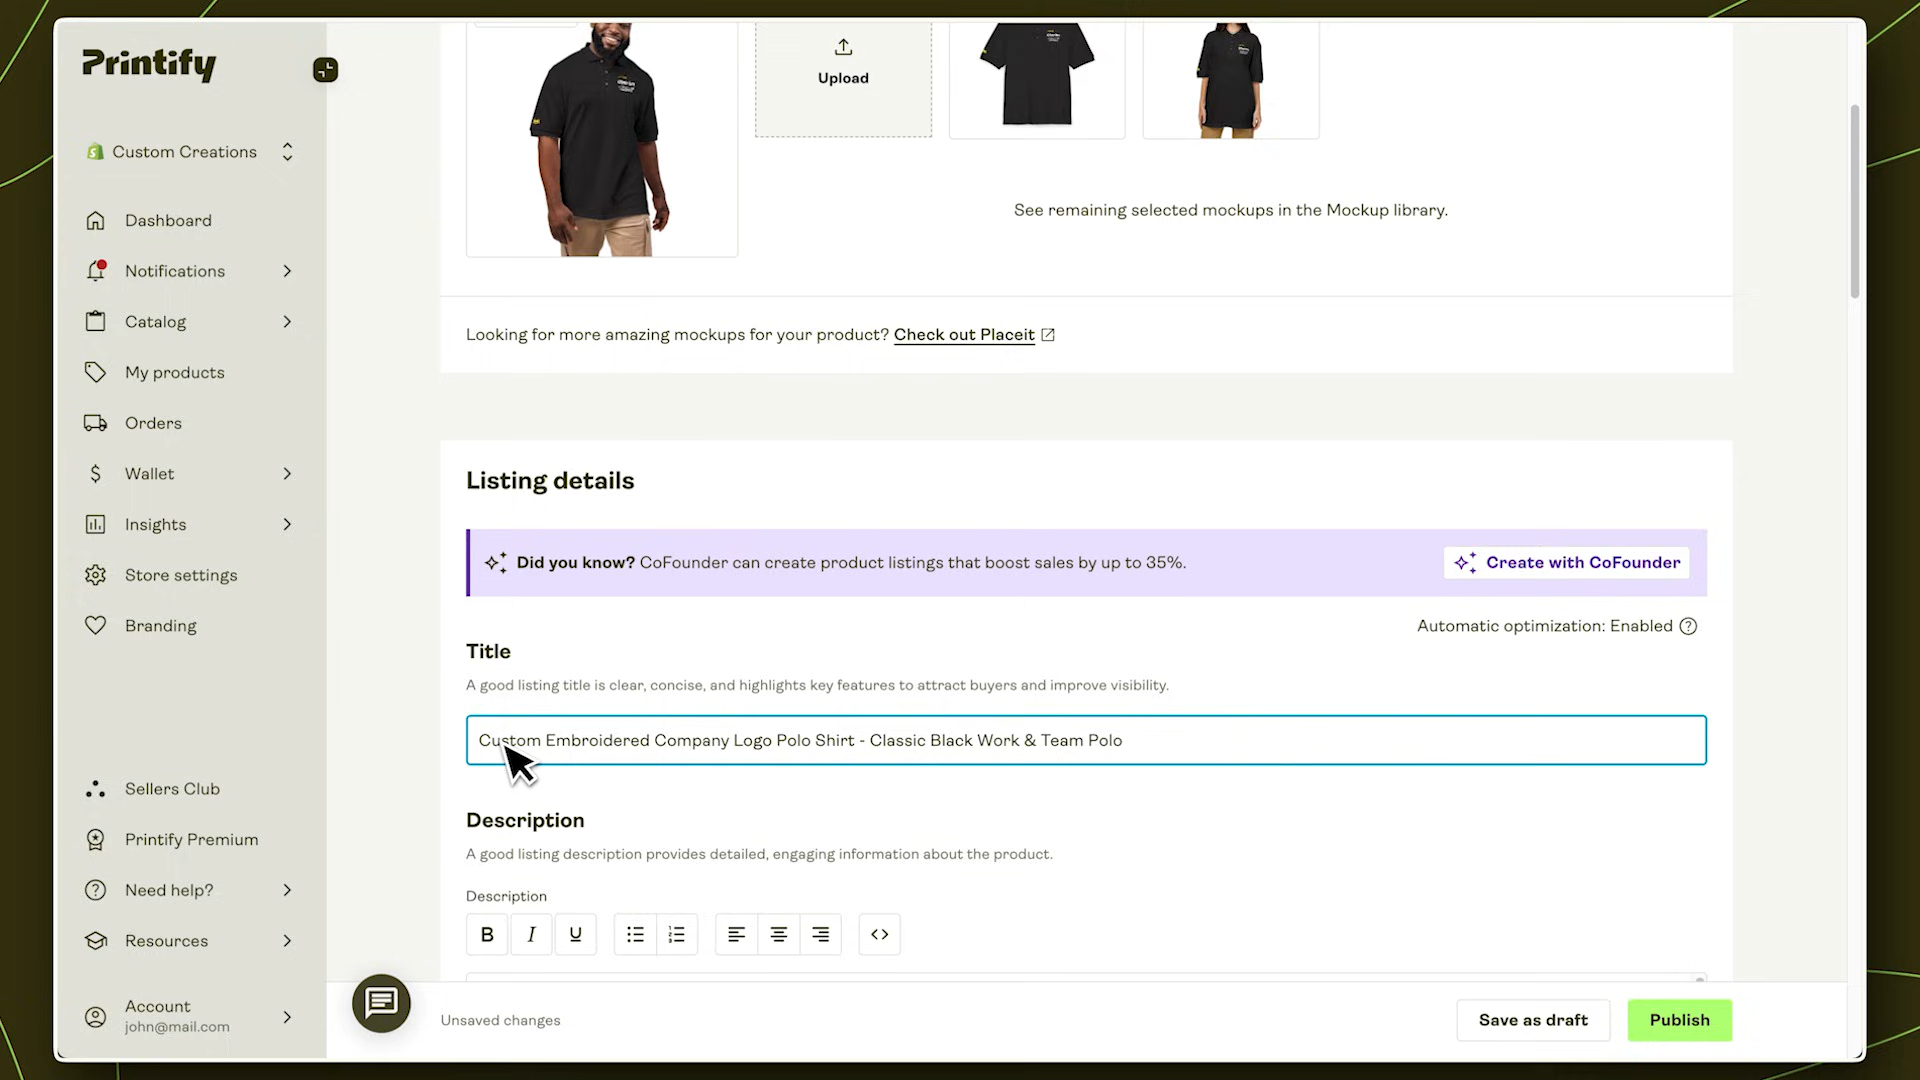 Printify
Custom Creations
Dashboard
Notifications
Catalog
My products
Orders
Wallet
Insights
Store settings
Branding
Sellers Club
Printify Premium
Need help?
Resources
Account
john@mail.com
Upload
See remaining selected mockups in the Mockup library.
Looking for more amazing mockups for your product? Check out Placeit
Listing details
Did you know? CoFounder can create product listings that boost sales by up to 35%.
Create with CoFounder
Automatic optimization: Enabled
Title
A good listing title is clear, concise, and highlights key features to attract buyers and improve visibility.
Custom Embroidered Company Logo Polo Shirt - Classic Black Work & Team Polo
Description
A good listing description provides detailed, engaging information about the product.
Description
B I U
Unsaved changes
Save as draft
Publish